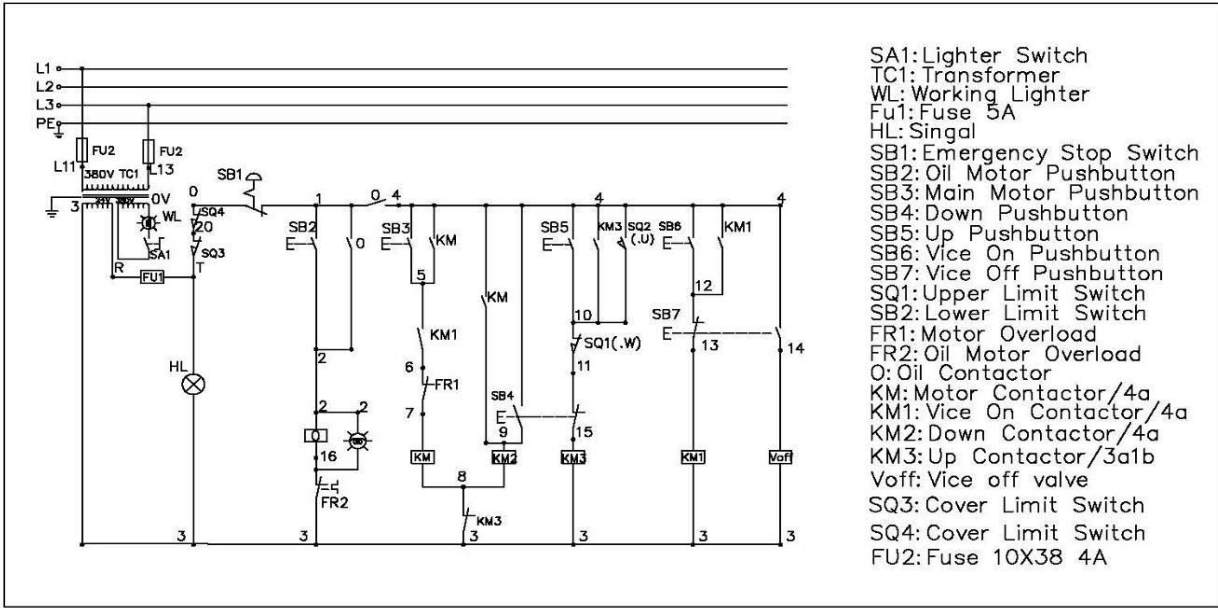 L1
L2
L3
PE
FU2
FU2
L11
L13
380V TC1
3
0V
WL
SA1
R
FU1
T
0
SQ4
20
SQ3
SB1
HL
3
3
1
SB2
0
2
2
2
0
16
FR2
3
0
4
SB3
KM
5
KM1
6
FR1
7
KM
8
KM3
3
KM
SB4
9
KM2
4
SB5
KM3
SQ2
(.U)
10
SQ1(.W)
11
15
KM3
3
SB6
KM1
12
SB7
13
KM1
3
4
14
Voff
3
SA1: Lighter Switch
TC1: Transformer
WL: Working Lighter
Fu1: Fuse 5A
HL: Singal
SB1: Emergency Stop Switch
SB2: Oil Motor Pushbutton
SB3: Main Motor Pushbutton
SB4: Down Pushbutton
SB5: Up Pushbutton
SB6: Vice On Pushbutton
SB7: Vice Off Pushbutton
SQ1: Upper Limit Switch
SB2: Lower Limit Switch
FR1: Motor Overload
FR2: Oil Motor Overload
O: Oil Contactor
KM: Motor Contactor/4a
KM1: Vice On Contactor/4a
KM2: Down Contactor/4a
KM3: Up Contactor/3a1b
Voff: Vice off valve
SQ3: Cover Limit Switch
SQ4: Cover Limit Switch
FU2: Fuse 10X38 4A